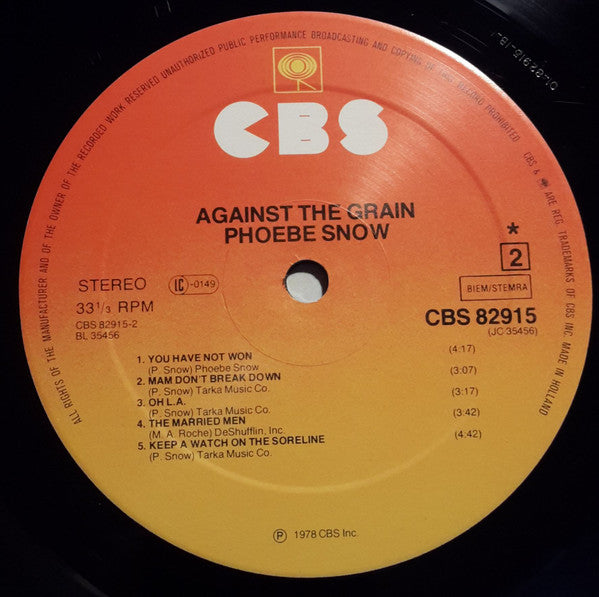 ALL RIGHTS OF THE MANUFACTURER AND OF THE OWNER OF THE RECORDED WORK RESERVED UNAUTHORIZED PUBLIC PERFORMANCE BROADCASTING AND COPYING OF THIS RECORD PROHIBITED CBS & ARE REG. TRADEMARKS OF CBS INC. MADE IN HOLLAND
CBS
AGAINST THE GRAIN
PHOEBE SNOW
STEREO
33 1/3 RPM
CBS 82915-2
BL 35456
IC -0149
*
2
BIEM/STEMRA
CBS 82915
(JC 35456)
1. YOU HAVE NOT WON (4:17)
(P. Snow) Phoebe Snow
2. MAM DON'T BREAK DOWN (3:07)
(P. Snow) Tarka Music Co.
3. OH L.A. (3:17)
(P. Snow) Tarka Music Co.
4. THE MARRIED MEN (3:42)
(M. A. Roche) DeShufflin, Inc.
5. KEEP A WATCH ON THE SORELINE (4:42)
(P. Snow) Tarka Music Co.
Ⓟ 1978 CBS Inc.